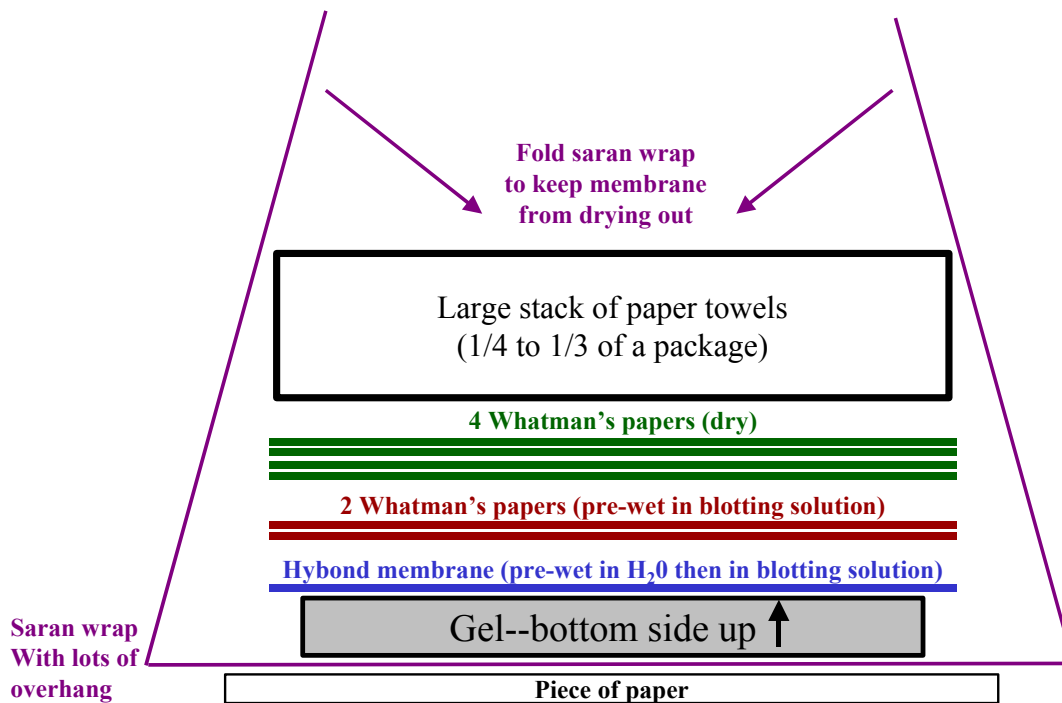 Fold saran wrap
to keep membrane
from drying out
Large stack of paper towels
(1/4 to 1/3 of a package)
4 Whatman’s papers (dry)
2 Whatman’s papers (pre-wet in blotting solution)
Hybond membrane (pre-wet in H₂0 then in blotting solution)
Gel--bottom side up
Saran wrap
With lots of
overhang
Piece of paper